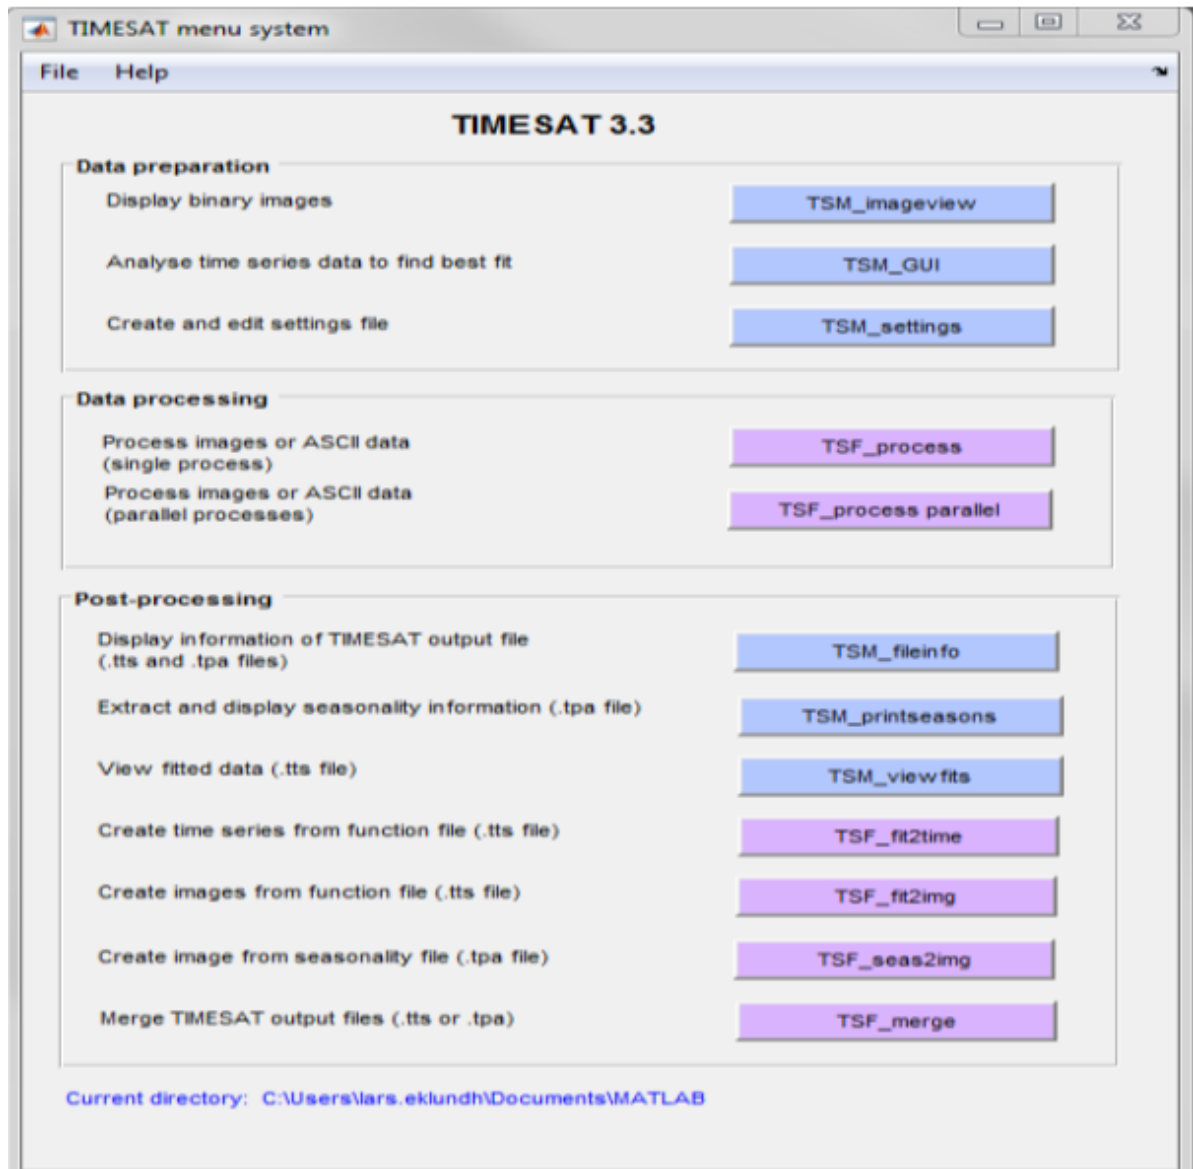 TIMESAT menu system
File Help
TIMESAT 3.3
Data preparation
Display binary images TSM_imageview
Analyse time series data to find best fit TSM_GUI
Create and edit settings file TSM_settings
Data processing
Process images or ASCII data
(single process) TSF_process
Process images or ASCII data
(parallel processes) TSF_process parallel
Post-processing
Display information of TIMESAT output file
(.tts and .tpa files) TSM_fileinfo
Extract and display seasonality information (.tpa file) TSM_printseasons
View fitted data (.tts file) TSM_viewfits
Create time series from function file (.tts file) TSF_fit2time
Create images from function file (.tts file) TSF_fit2img
Create image from seasonality file (.tpa file) TSF_seas2img
Merge TIMESAT output files (.tts or .tpa) TSF_merge
Current directory: C:\Users\lars.eklundh\Documents\MATLAB